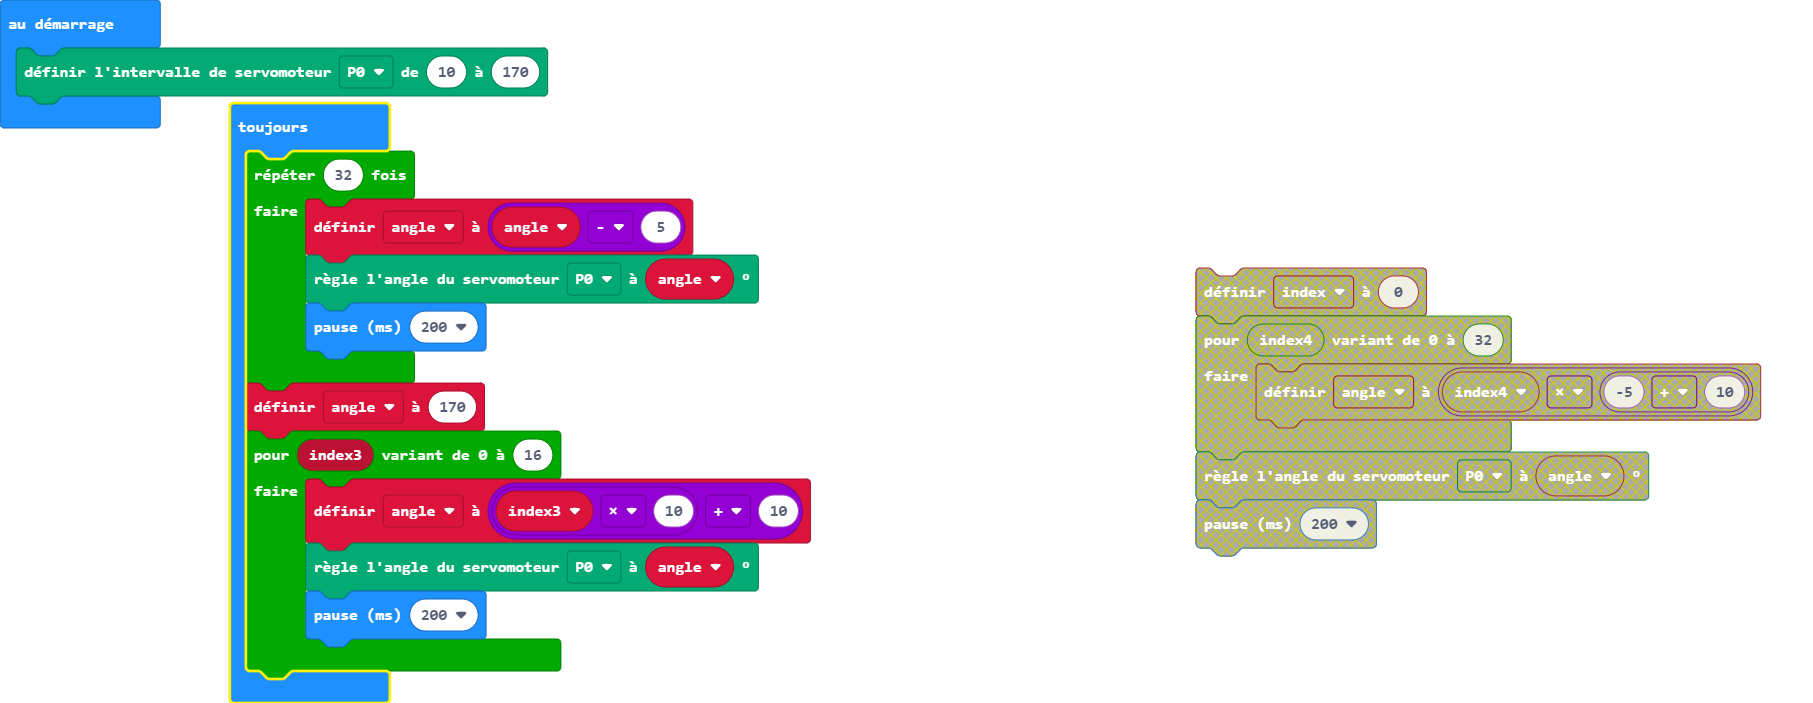 au démarrage
définir l'intervalle de servomoteur P0 de 10 à 170
toujours
répéter 32 fois
faire
définir angle à angle - 5
règle l'angle du servomoteur P0 à angle °
pause (ms) 200
définir angle à 170
pour index3 variant de 0 à 16
faire
définir angle à index3 × 10 + 10
règle l'angle du servomoteur P0 à angle °
pause (ms) 200
définir index à 0
pour index4 variant de 0 à 32
faire
définir angle à index4 × -5 + 10
règle l'angle du servomoteur P0 à angle °
pause (ms) 200